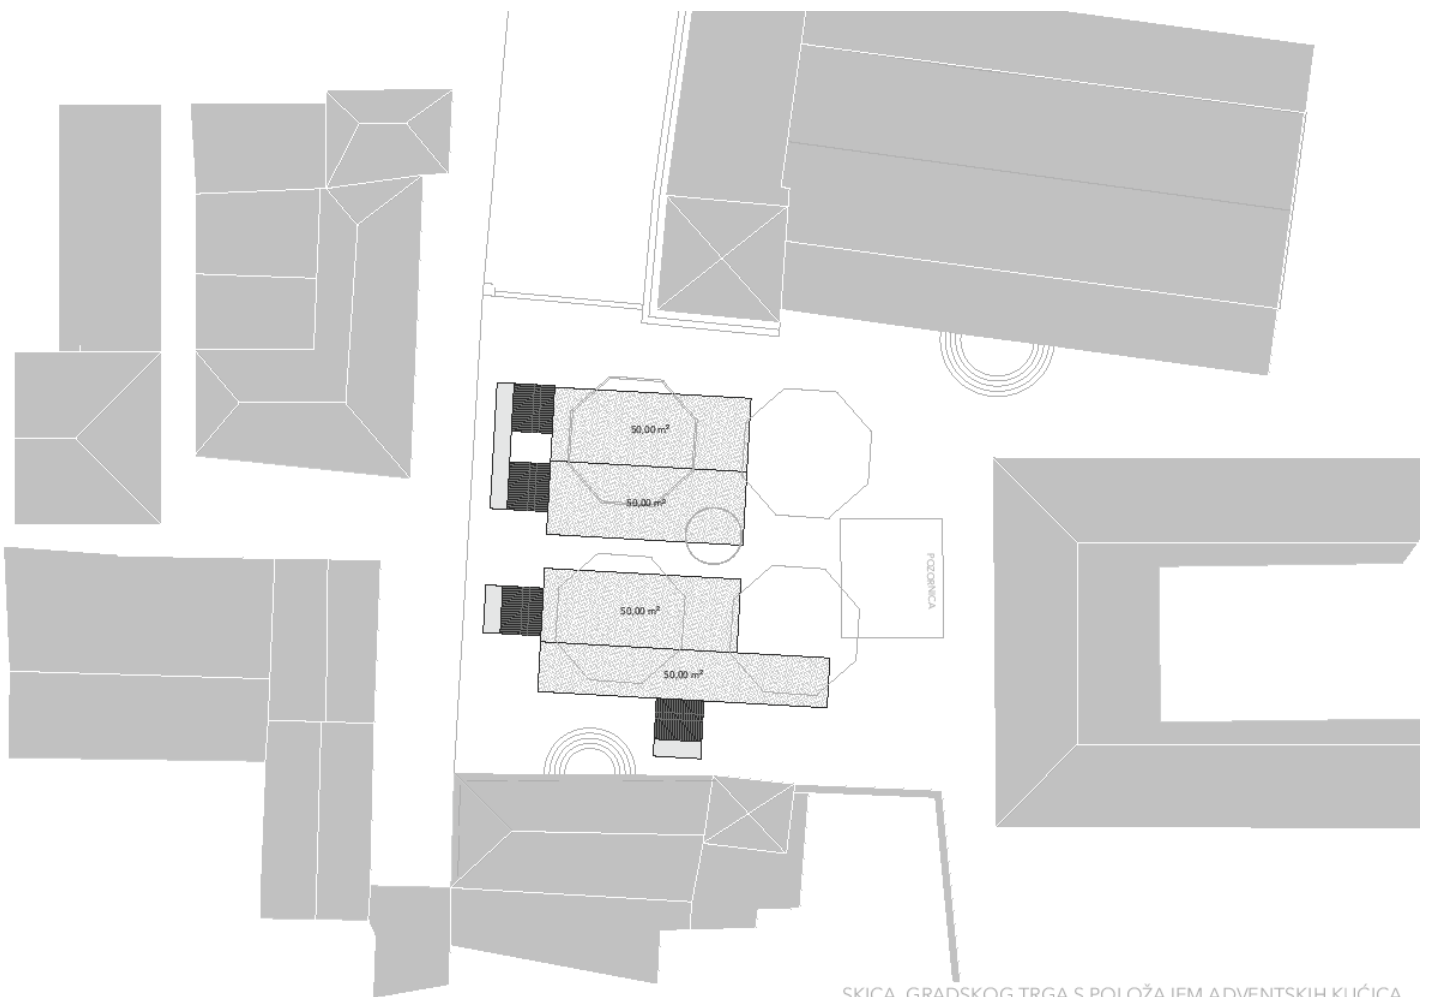 50,00 m²
50,00 m²
POZORNICA
50,00 m²
50,00 m²
SKICA GRADSKOG TRGA S POLOŽAJEM ADVENTSKIH KUĆICA